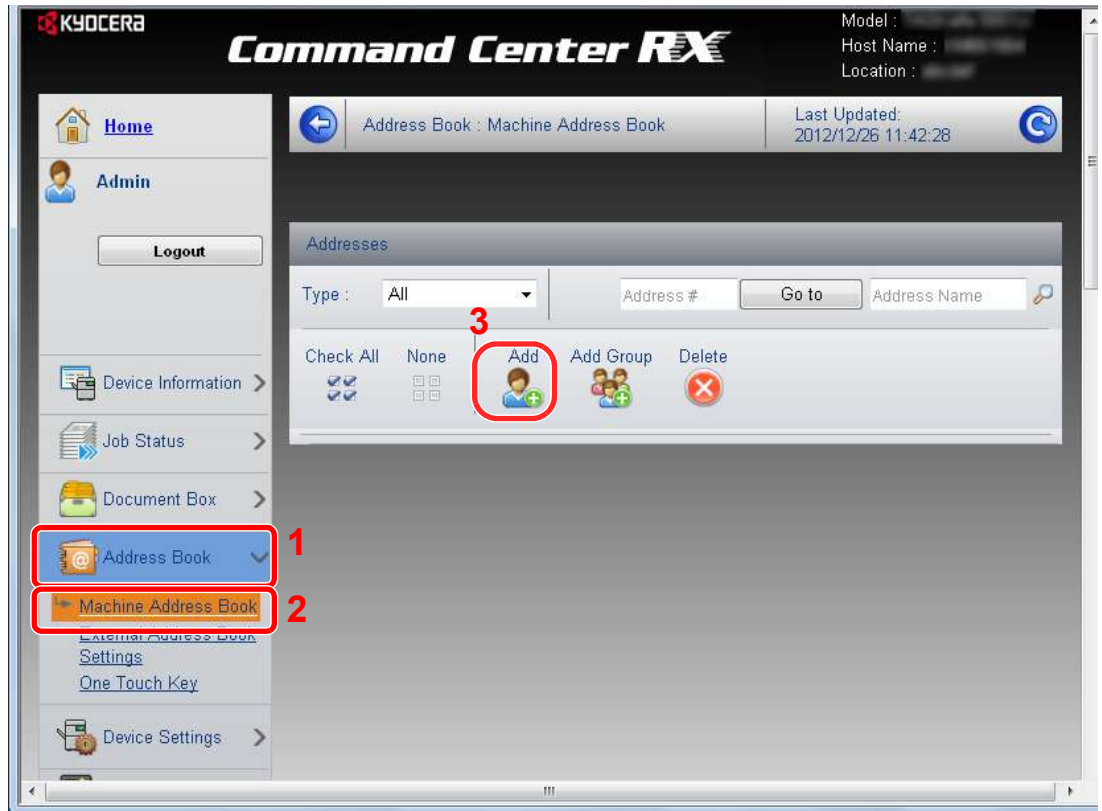 KYOCERA
Command Center RX
Model :
Host Name :
Location :
Home
Admin
Logout
Device Information
Job Status
Document Box
Address Book
1
Machine Address Book
2
External Address Book
Settings
One Touch Key
Device Settings
Address Book : Machine Address Book
Last Updated:
2012/12/26 11:42:28
Addresses
Type :
All
Address #
Go to
Address Name
3
Check All
None
Add
Add Group
Delete